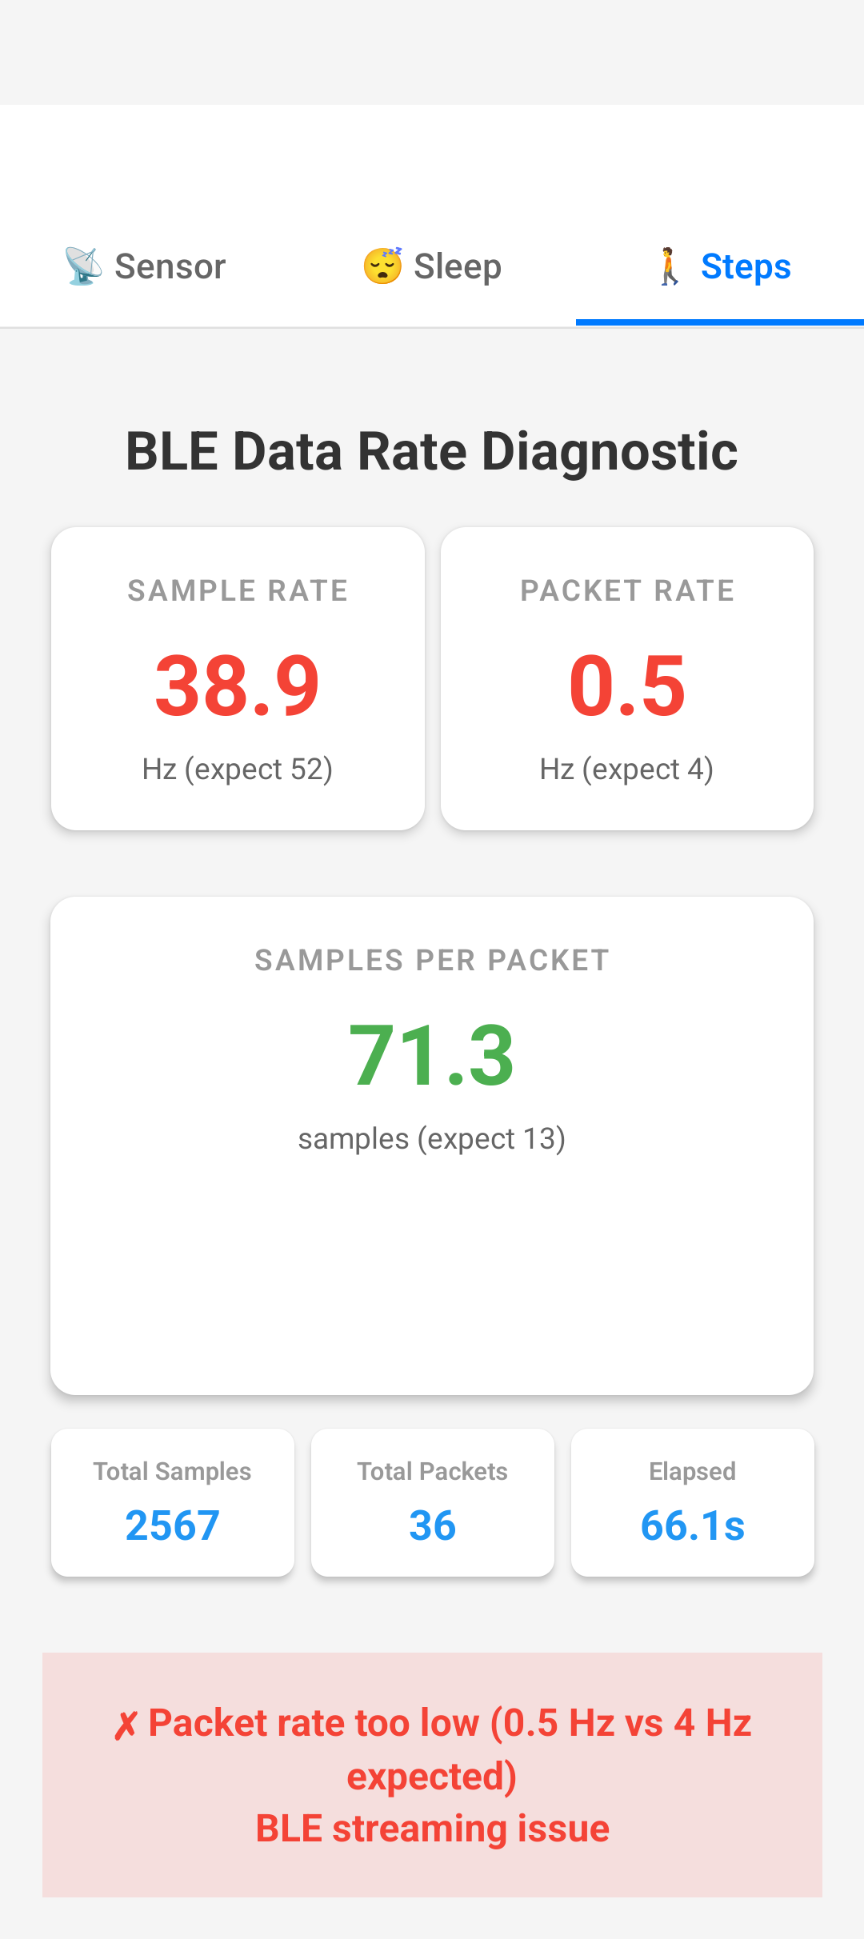 📡 Sensor 😴 Sleep 🚶 Steps
BLE Data Rate Diagnostic
SAMPLE RATE
38.9
Hz (expect 52)
PACKET RATE
0.5
Hz (expect 4)
SAMPLES PER PACKET
71.3
samples (expect 13)
Total Samples
2567
Total Packets
36
Elapsed
66.1s
✗ Packet rate too low (0.5 Hz vs 4 Hz
expected)
BLE streaming issue